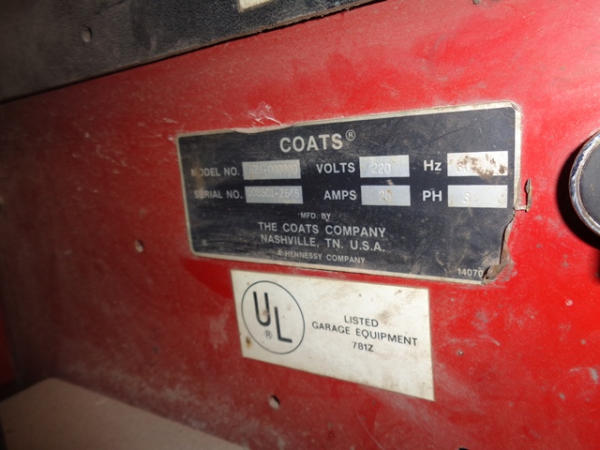 COATS®
MODEL NO. VOLTS 220 Hz
SERIAL NO. AMPS PH 3
MFD. BY
THE COATS COMPANY
NASHVILLE, TN. U.S.A.
A HENNESSY COMPANY
14070
UL®
LISTED
GARAGE EQUIPMENT
781Z